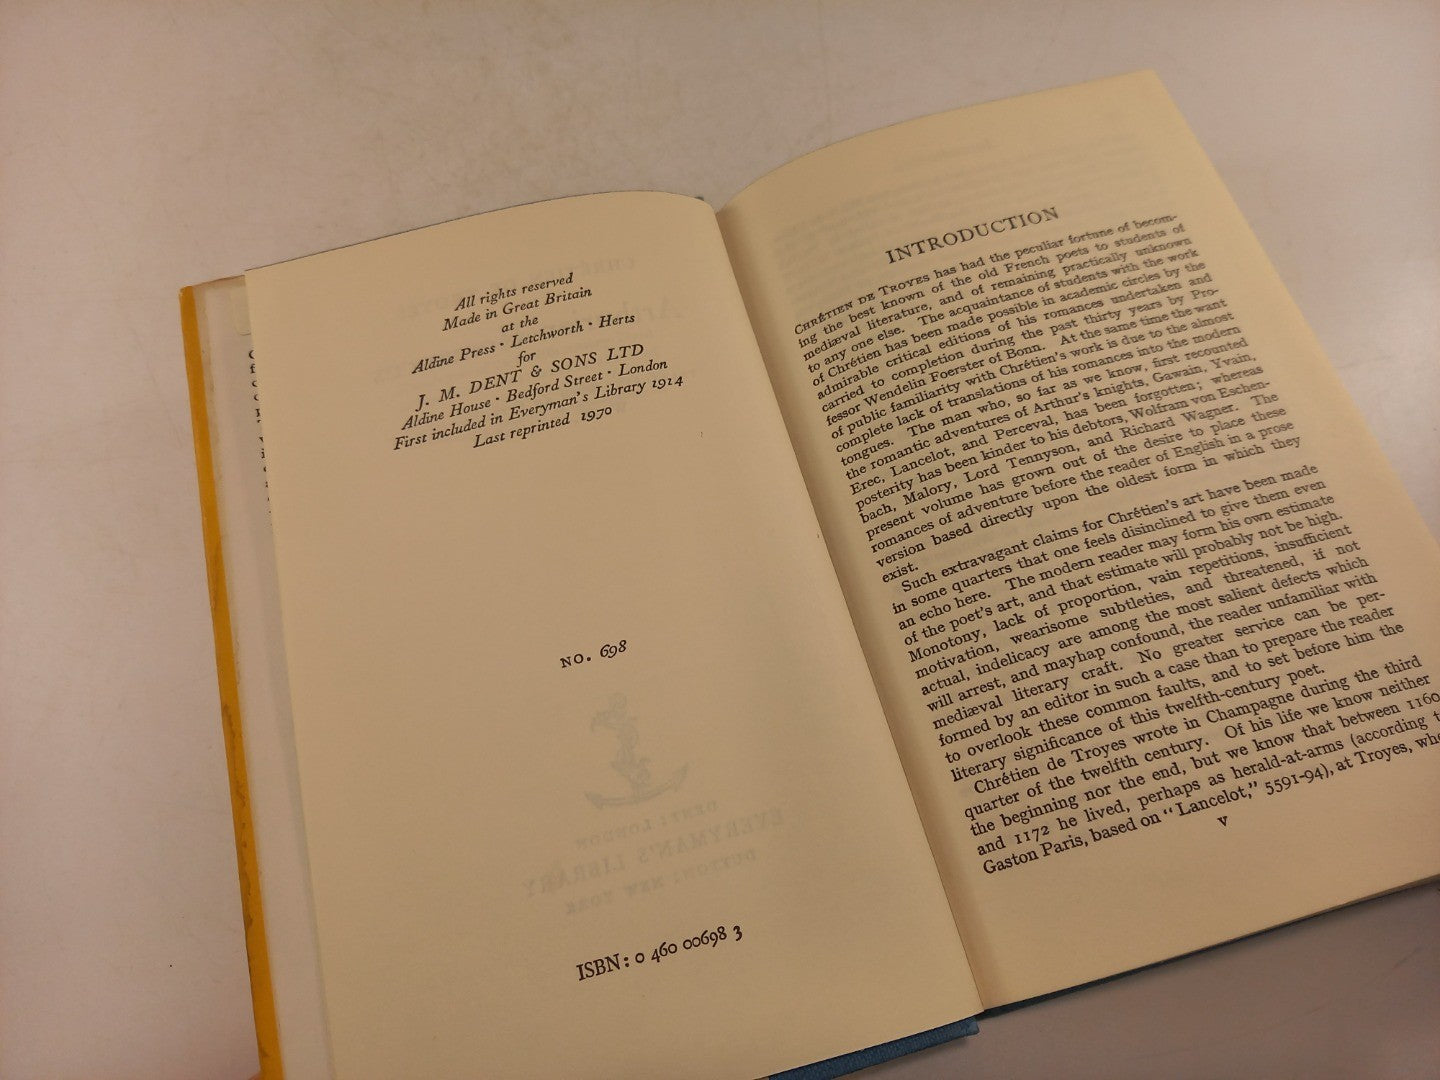 All rights reserved
Made in Great Britain
at the
Aldine Press · Letchworth · Herts
for
J. M. DENT & SONS LTD
Aldine House · Bedford Street · London
First included in Everyman's Library 1914
Last reprinted 1970
NO. 698
DENT: LONDON
EVERYMAN'S LIBRARY
DUTTON: NEW YORK
ISBN: 0 460 00698 3
INTRODUCTION
CHRÉTIEN DE TROYES has had the peculiar fortune of becom-
ing the best known of the old French poets to students of
mediæval literature, and of remaining practically unknown
to any one else. The acquaintance of students with the work
of Chrétien has been made possible in academic circles by the
admirable critical editions of his romances undertaken and
carried to completion during the past thirty years by Pro-
fessor Wendelin Foerster of Bonn. At the same time the want
of public familiarity with Chrétien's work is due to the almost
complete lack of translations of his romances into the modern
tongues. The man who, so far as we know, first recounted
the romantic adventures of Arthur's knights, Gawain, Yvain,
Erec, Lancelot, and Perceval, has been forgotten; whereas
posterity has been kinder to his debtors, Wolfram von Eschen-
bach, Malory, Lord Tennyson, and Richard Wagner. The
present volume has grown out of the desire to place these
romances of adventure before the reader of English in a prose
version based directly upon the oldest form in which they
exist.
Such extravagant claims for Chrétien's art have been made
in some quarters that one feels disinclined to give them even
an echo here. The modern reader may form his own estimate
of the poet's art, and that estimate will probably not be high.
Monotony, lack of proportion, vain repetitions, insufficient
motivation, wearisome subtleties, and threatened, if not
actual, indelicacy are among the most salient defects which
will arrest, and mayhap confound, the reader unfamiliar with
mediæval literary craft. No greater service can be per-
formed by an editor in such a case than to prepare the reader
to overlook these common faults, and to set before him the
literary significance of this twelfth-century poet.
Chrétien de Troyes wrote in Champagne during the third
quarter of the twelfth century. Of his life we know neither
the beginning nor the end, but we know that between 1160
and 1172 he lived, perhaps as herald-at-arms (according
Gaston Paris, based on "Lancelot," 5591-94), at Troyes,
v